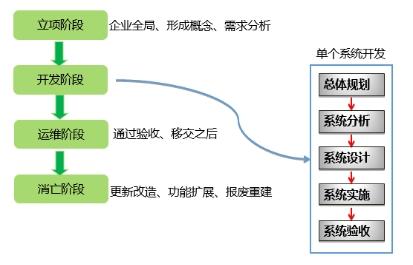 立项阶段
企业全局、形成概念、需求分析
开发阶段
运维阶段
通过验收、移交之后
消亡阶段
更新改造、功能扩展、报废重建
单个系统开发
总体规划
系统分析
系统设计
系统实施
系统验收